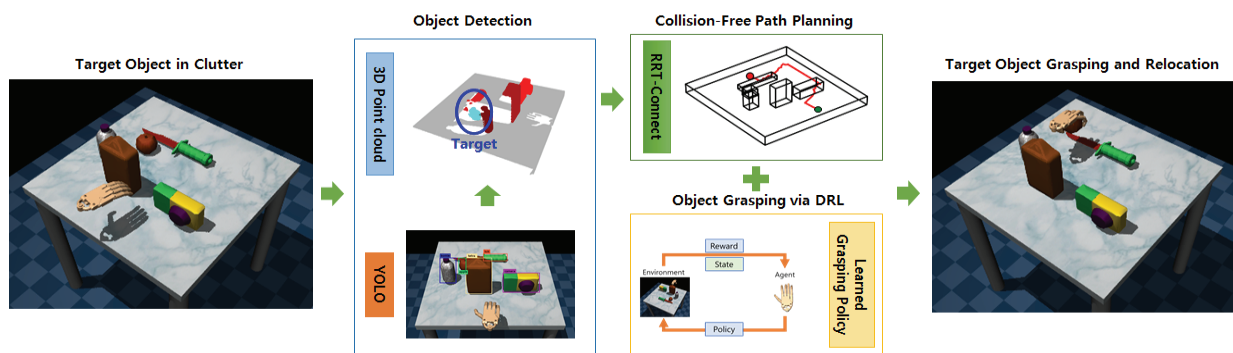 Target Object in Clutter
Object Detection
3D Point cloud
Target
YOLO
Collision-Free Path Planning
RRT-Connect
Object Grasping via DRL
Reward
State
Environment
Agent
Policy
Learned
Grasping Policy
Target Object Grasping and Relocation